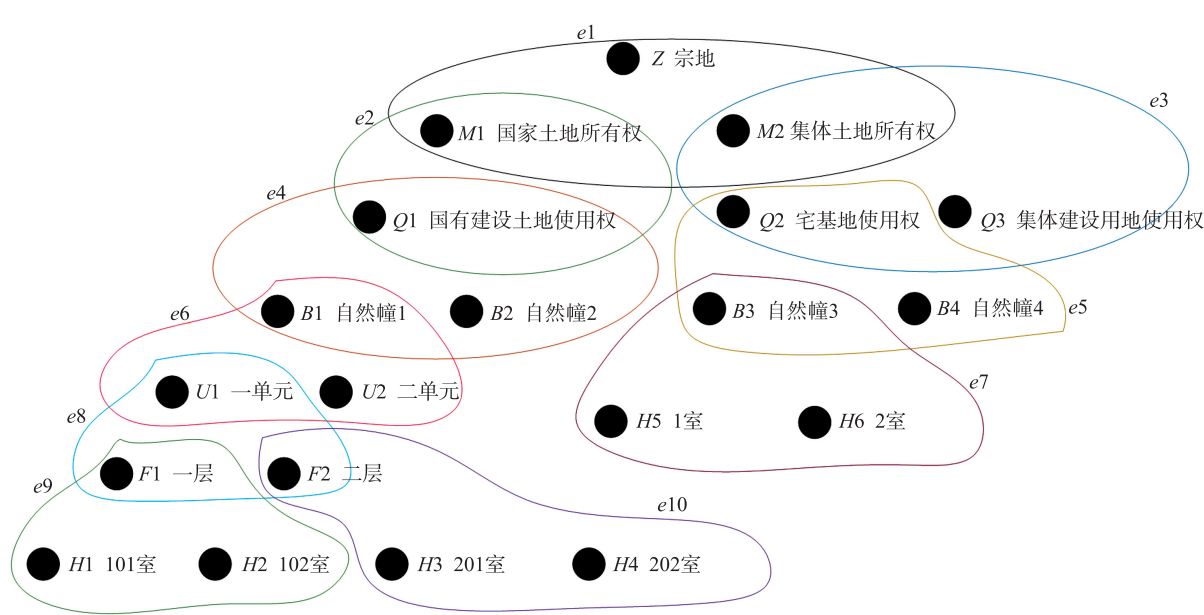 e1
Z 宗地
e3
e2
M1 国家土地所有权
M2 集体土地所有权
e4
Q1 国有建设土地使用权
Q2 宅基地使用权
Q3 集体建设用地使用权
e6
B1 自然幢1
B2 自然幢2
B3 自然幢3
B4 自然幢4
e5
U1 一单元
U2 二单元
e7
e8
H5 1室
H6 2室
F1 一层
F2 二层
e9
e10
H1 101室
H2 102室
H3 201室
H4 202室